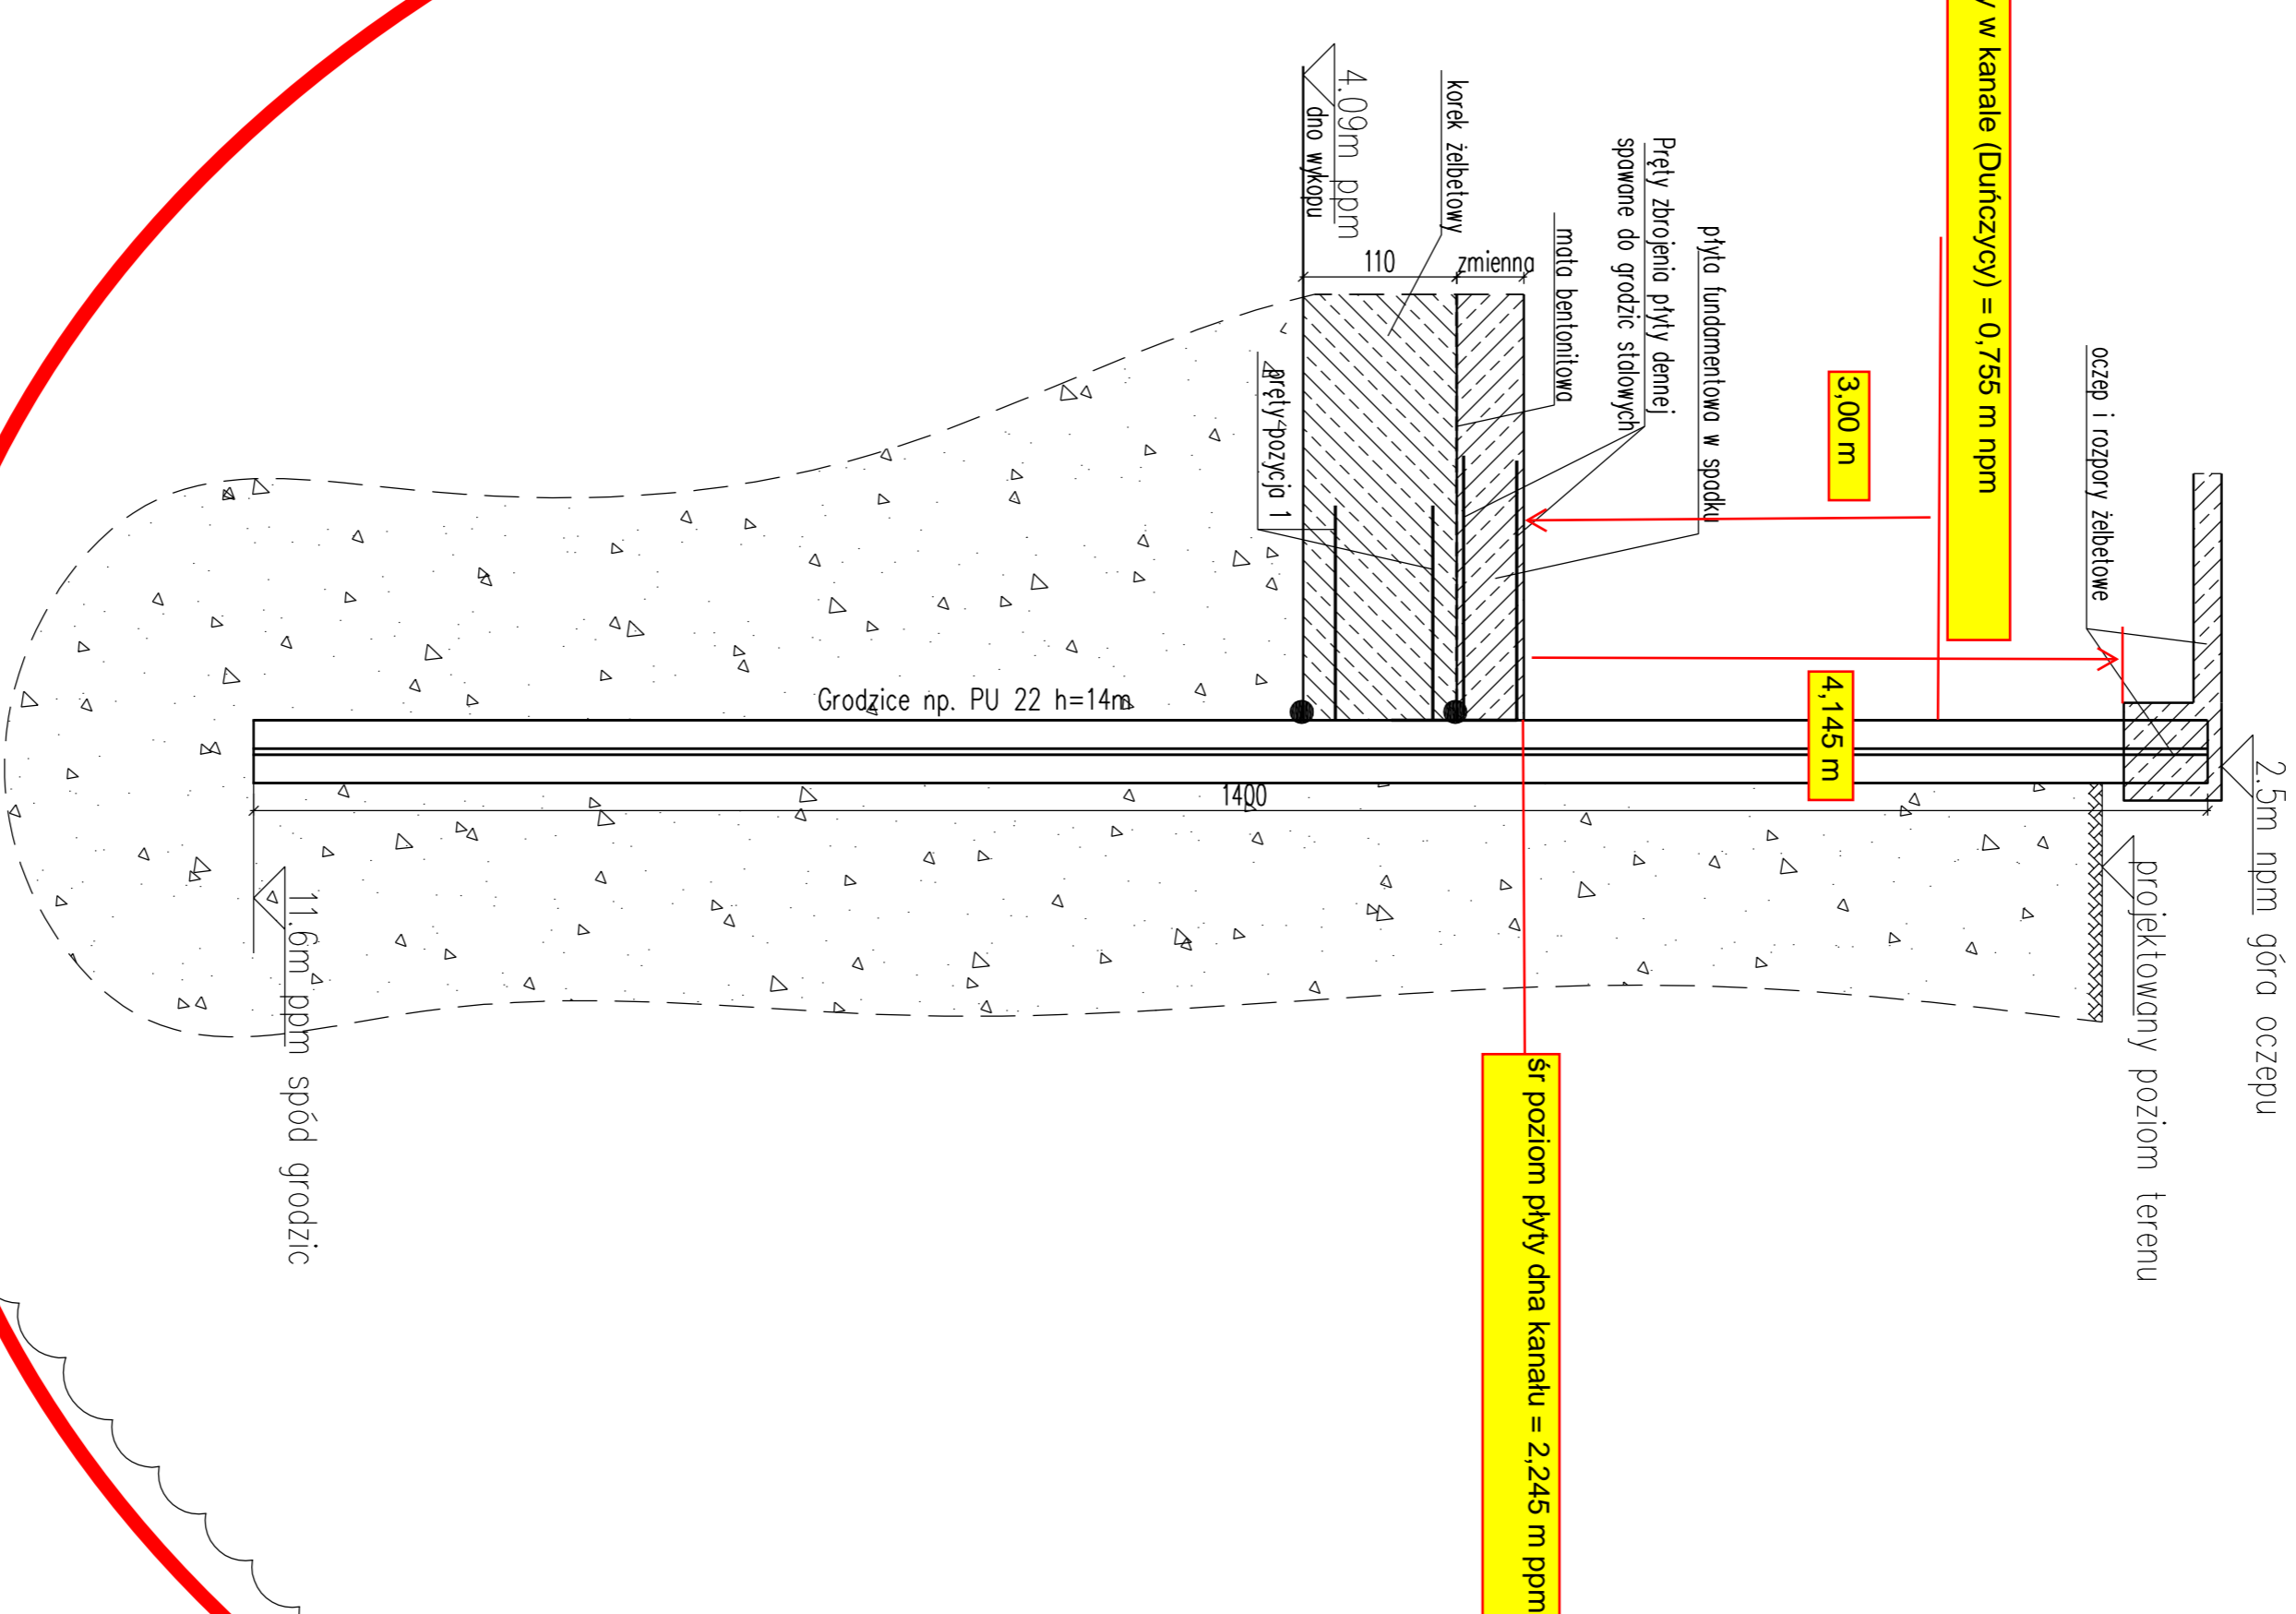 2.5m npm góra oczepu
projektowany poziom terenu
oczep i rozpory żelbetowe
w kanale (Duńczycy) = 0,755 m npm
3,00 m
4,145 m
płyta fundamentowa w spadku
Pręty zbrojenia płyty dennej
spawane do grodzic stalowych
mata bentonitowa
korek żelbetowy
zmienna
110
4.09m ppm
dno wykopu
pręty pozycja 1
śr poziom płyty dna kanału = 2,245 m ppm
Grodzice np. PU 22 h=14m
1400
11.6m ppm spód grodzic